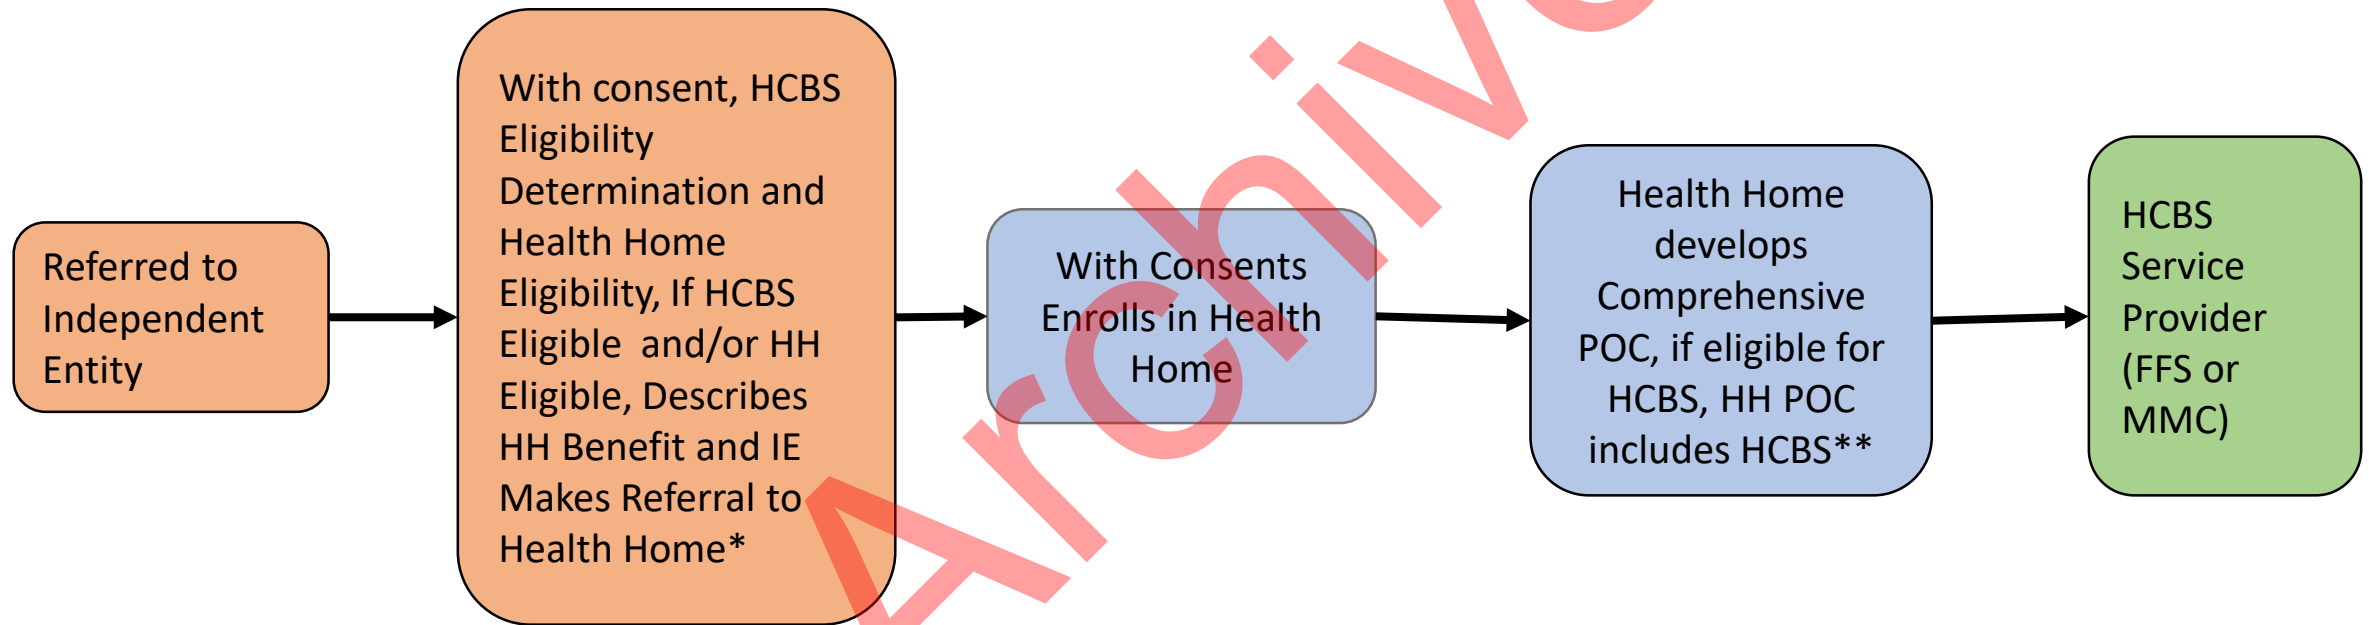 Referred to
Independent
Entity
With consent, HCBS
Eligibility
Determination and
Health Home
Eligibility, If HCBS
Eligible and/or HH
Eligible, Describes
HH Benefit and IE
Makes Referral to
Health Home*
With Consents
Enrolls in Health
Home
Health Home
develops
Comprehensive
POC, if eligible for
HCBS, HH POC
includes HCBS**
HCBS
Service
Provider
(FFS or
MMC)
Archive